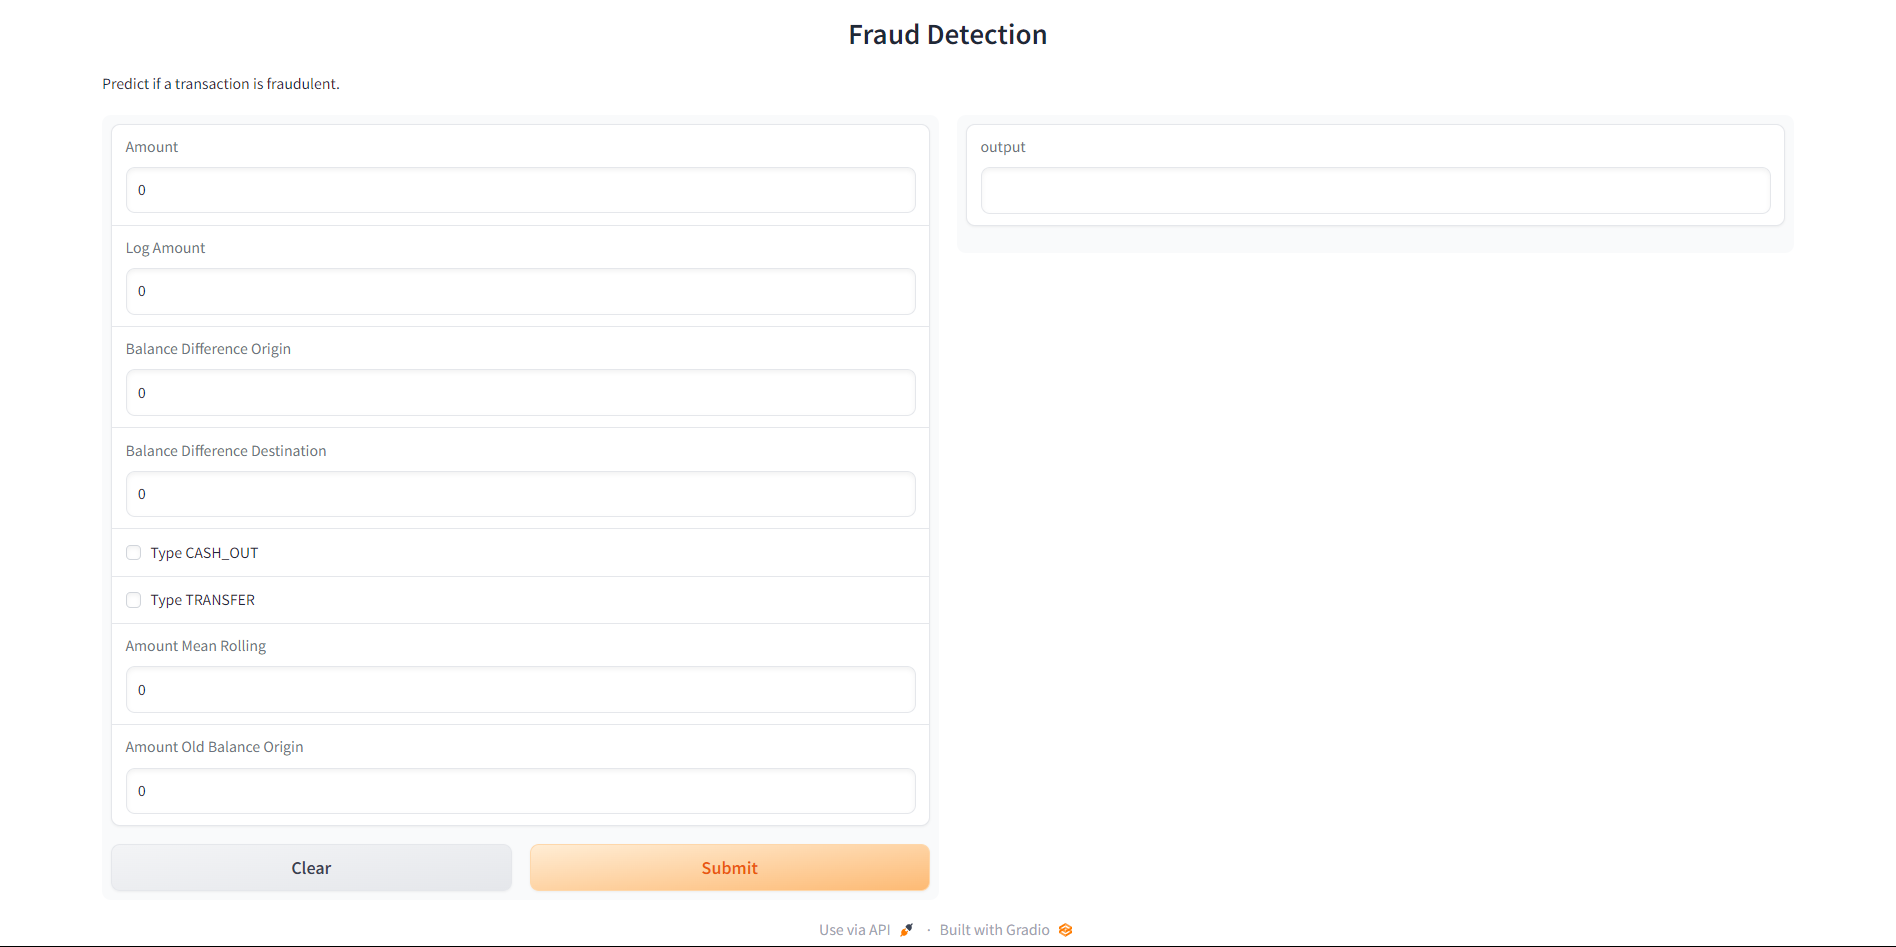 Fraud Detection
Predict if a transaction is fraudulent.
Amount
0
Log Amount
0
Balance Difference Origin
0
Balance Difference Destination
0
Type CASH_OUT
Type TRANSFER
Amount Mean Rolling
0
Amount Old Balance Origin
0
Clear
Submit
output
Use via API · Built with Gradio